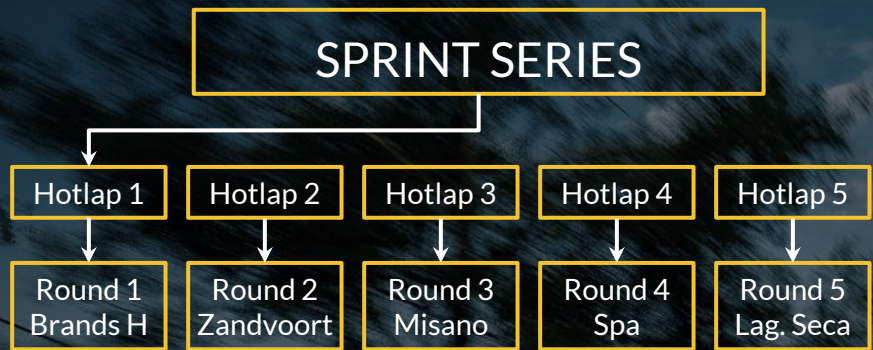 SPRINT SERIES
Hotlap 1
Hotlap 2
Hotlap 3
Hotlap 4
Hotlap 5
Round 1
Brands H
Round 2
Zandvoort
Round 3
Misano
Round 4
Spa
Round 5
Lag. Seca